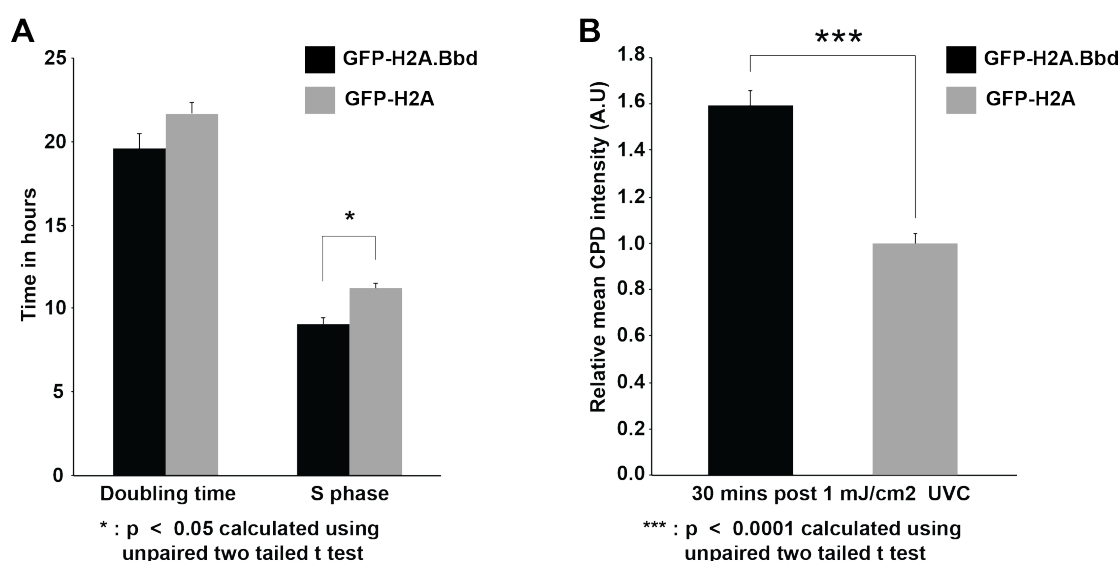 A
Time in hours
25
20
15
10
5
0
GFP-H2A.Bbd
GFP-H2A
*
Doubling time
S phase
* : p < 0.05 calculated using
unpaired two tailed t test
B
Relative mean CPD intensity (A.U)
1.8
1.6
1.4
1.2
1.0
0.8
0.6
0.4
0.2
0.0
***
GFP-H2A.Bbd
GFP-H2A
30 mins post 1 mJ/cm2 UVC
*** : p < 0.0001 calculated using
unpaired two tailed t test